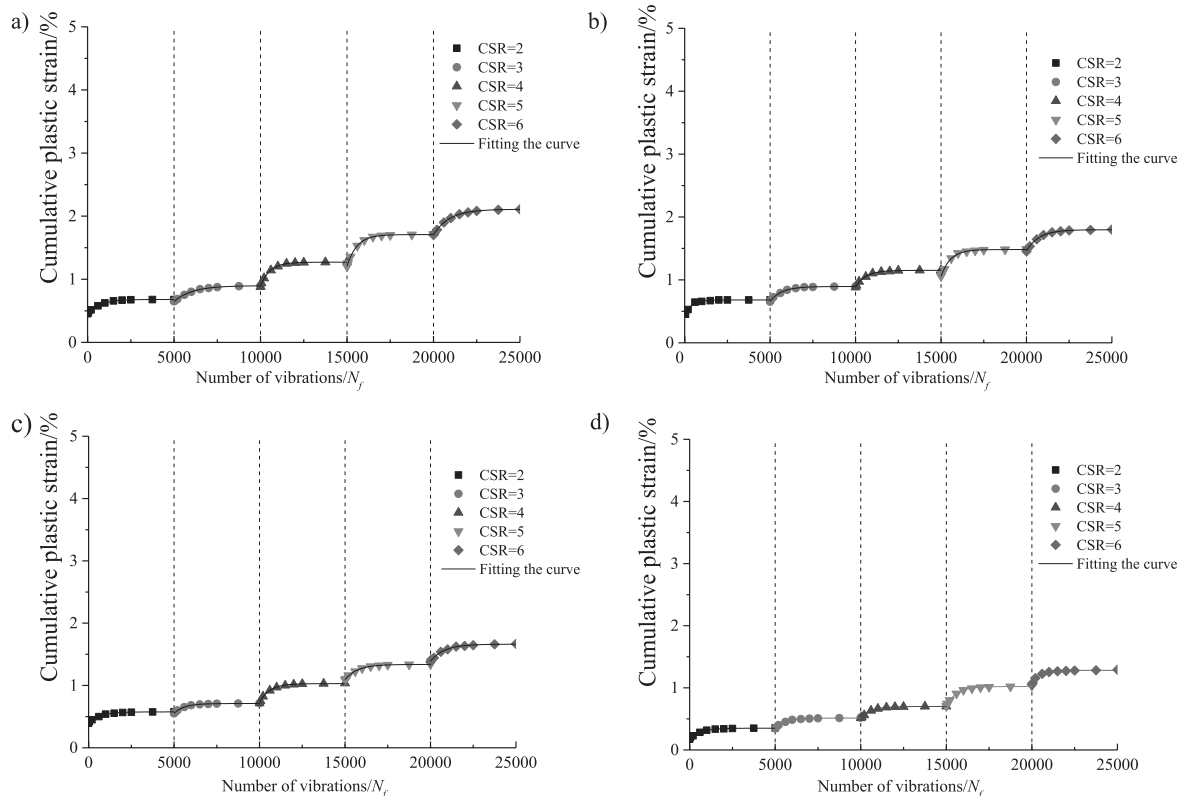 a)
Cumulative plastic strain/%
5
4
3
2
1
0
CSR=2
CSR=3
CSR=4
CSR=5
CSR=6
Fitting the curve
0 5000 10000 15000 20000 25000
Number of vibrations/Nf
b)
Cumulative plastic strain/%
5
4
3
2
1
0
CSR=2
CSR=3
CSR=4
CSR=5
CSR=6
Fitting the curve
0 5000 10000 15000 20000 25000
Number of vibrations/Nf
c)
Cumulative plastic strain/%
5
4
3
2
1
0
CSR=2
CSR=3
CSR=4
CSR=5
CSR=6
Fitting the curve
0 5000 10000 15000 20000 25000
Number of vibrations/Nf
d)
Cumulative plastic strain/%
5
4
3
2
1
0
CSR=2
CSR=3
CSR=4
CSR=5
CSR=6
Fitting the curve
0 5000 10000 15000 20000 25000
Number of vibrations/Nf